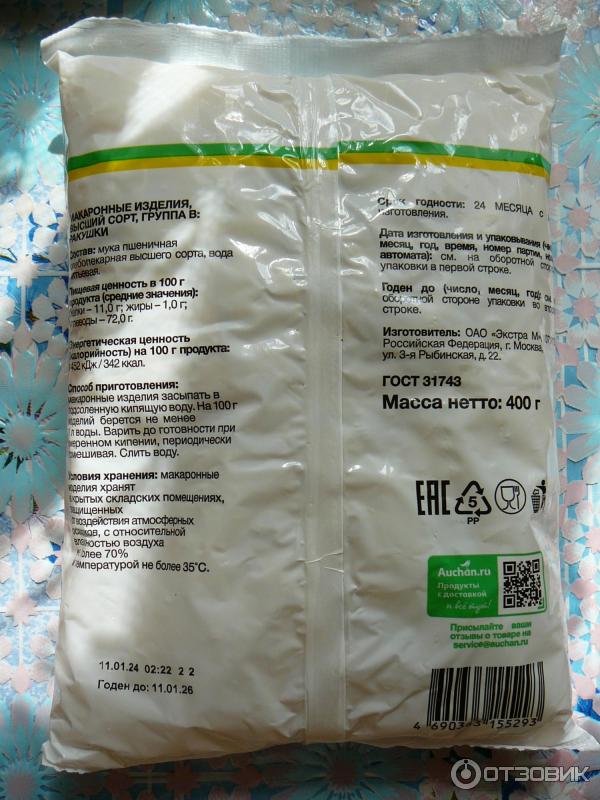 МАКАРОННЫЕ ИЗДЕЛИЯ,
ВЫСШИЙ СОРТ, ГРУППА В:
РАКУШКИ
Состав: мука пшеничная
хлебопекарная высшего сорта, вода
питьевая.
Пищевая ценность в 100 г
продукта (средние значения):
белки – 11,0 г; жиры – 1,0 г;
углеводы – 72,0 г.
Энергетическая ценность
(калорийность) на 100 г продукта:
1452 кДж / 342 ккал.
Способ приготовления:
макаронные изделия засыпать в
подсоленную кипящую воду. На 100 г
изделий берется не менее
л воды. Варить до готовности при
умеренном кипении, периодически
помешивая. Слить воду.
Условия хранения: макаронные
изделия хранят
в крытых складских помещениях,
защищенных
от воздействия атмосферных
осадков, с относительной
влажностью воздуха
не более 70%
и температурой не более 35°С.
11.01.24 02:22 2 2
Годен до: 11.01.26
Срок годности: 24 МЕСЯЦА с
изготовления.
Дата изготовления и упаковывания
месяц, год, время, номер партии,
автомата): см. на оборотной
упаковки в первой строке.
Годен до (число, месяц, год):
оборотной стороне упаковки во
строке.
Изготовитель: ОАО «Экстра М»,
Российская Федерация, г. Москва,
ул. 3-я Рыбинская, д. 22.
ГОСТ 31743
Масса нетто: 400 г
ЕАС
5
PP
Auchan.ru
Продукты
с доставкой
и всё тут!
Присылайте ваши
отзывы о товаре на
service@auchan.ru
4 690363 155293
ОТЗОВИК